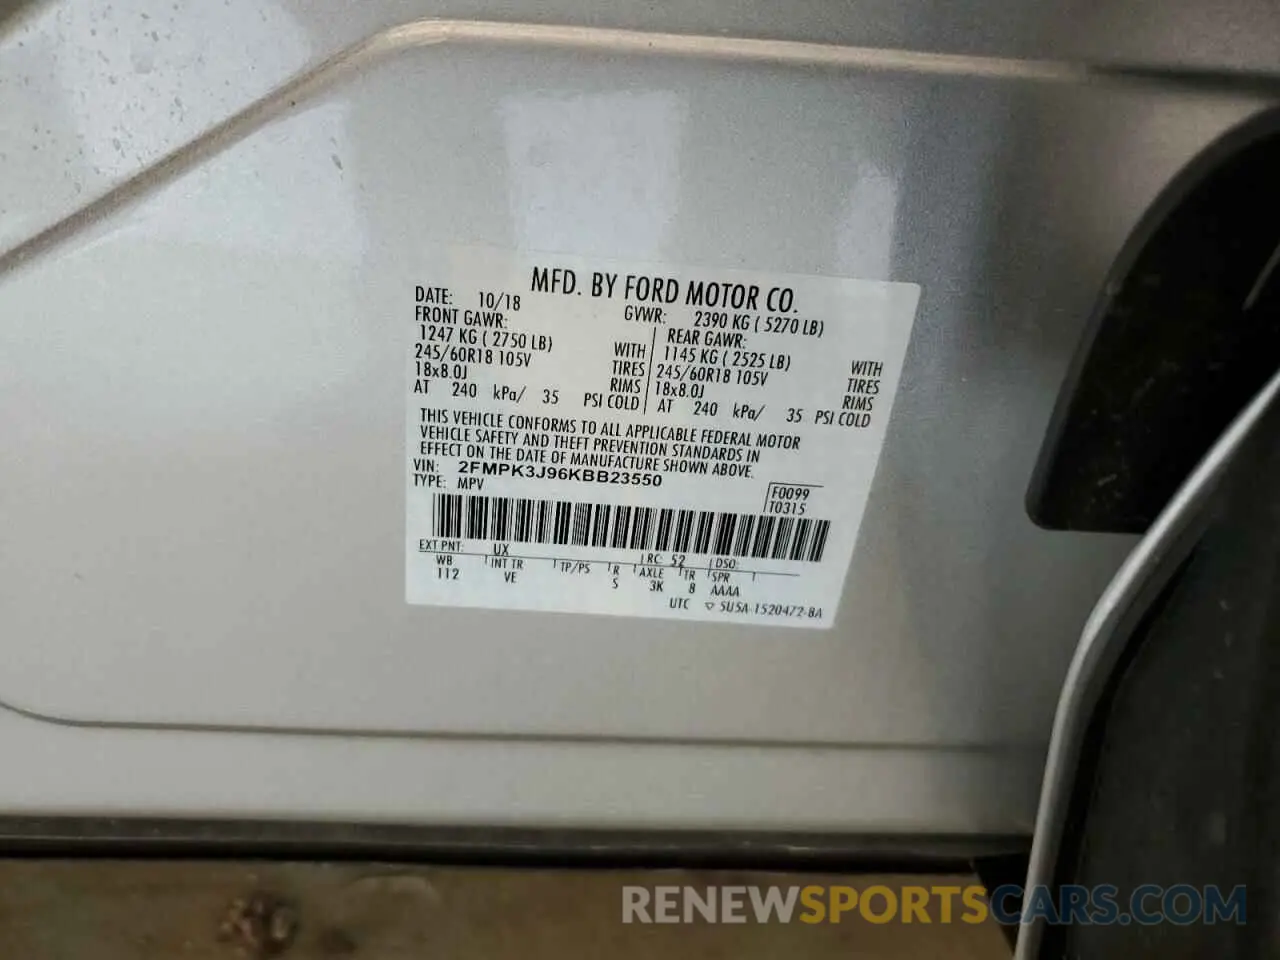 MFD. BY FORD MOTOR CO.
DATE: 10/18 GVWR: 2390 KG ( 5270 LB)
FRONT GAWR: REAR GAWR:
1247 KG ( 2750 LB) WITH 1145 KG ( 2525 LB) WITH
245/60R18 105V TIRES 245/60R18 105V TIRES
18x8.0J RIMS 18x8.0J RIMS
AT 240 kPa/ 35 PSI COLD AT 240 kPa/ 35 PSI COLD
THIS VEHICLE CONFORMS TO ALL APPLICABLE FEDERAL MOTOR
VEHICLE SAFETY AND THEFT PREVENTION STANDARDS IN
EFFECT ON THE DATE OF MANUFACTURE SHOWN ABOVE.
VIN: 2FMPK3J96KBB23550
TYPE: MPV
F0099
T0315
EXT PNT: UX RC: 52 DSO:
WB INT TR TP/PS R AXLE TR SPR
112 VE S 3K 8 AAAA
UTC ▽ 5U5A-1520472-BA
RENEWSPORTSCARS.COM